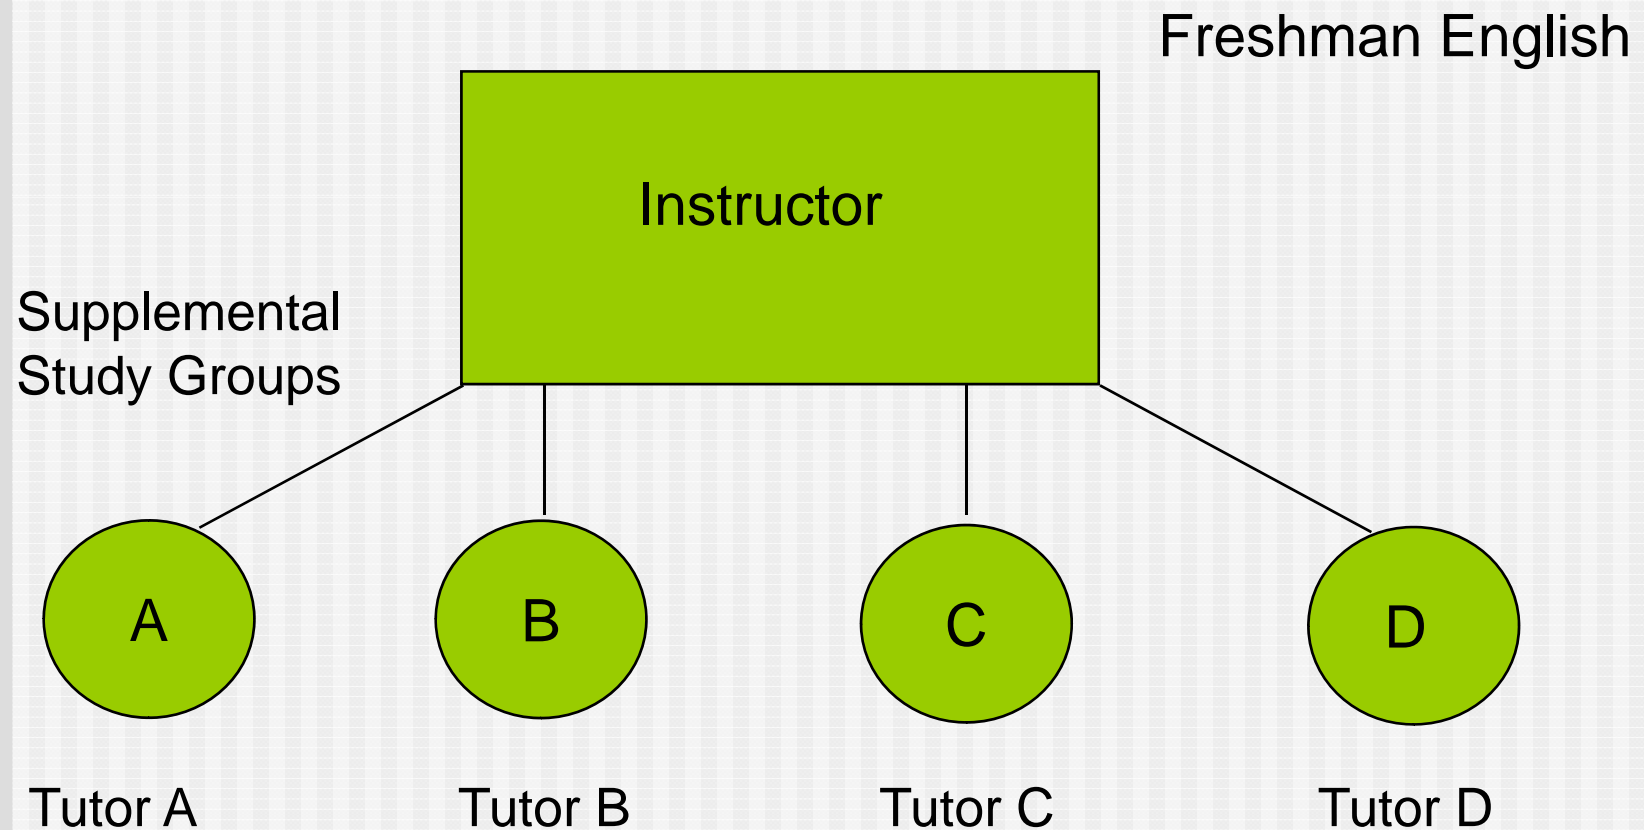 Freshman English
Instructor
Supplemental
Study Groups
A
B
C
D
Tutor A
Tutor B
Tutor C
Tutor D